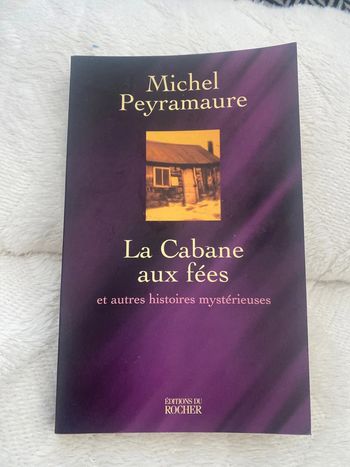 Michel
Peyramaure
La Cabane
aux fées
et autres histoires mystérieuses
ÉDITIONS DU
ROCHER